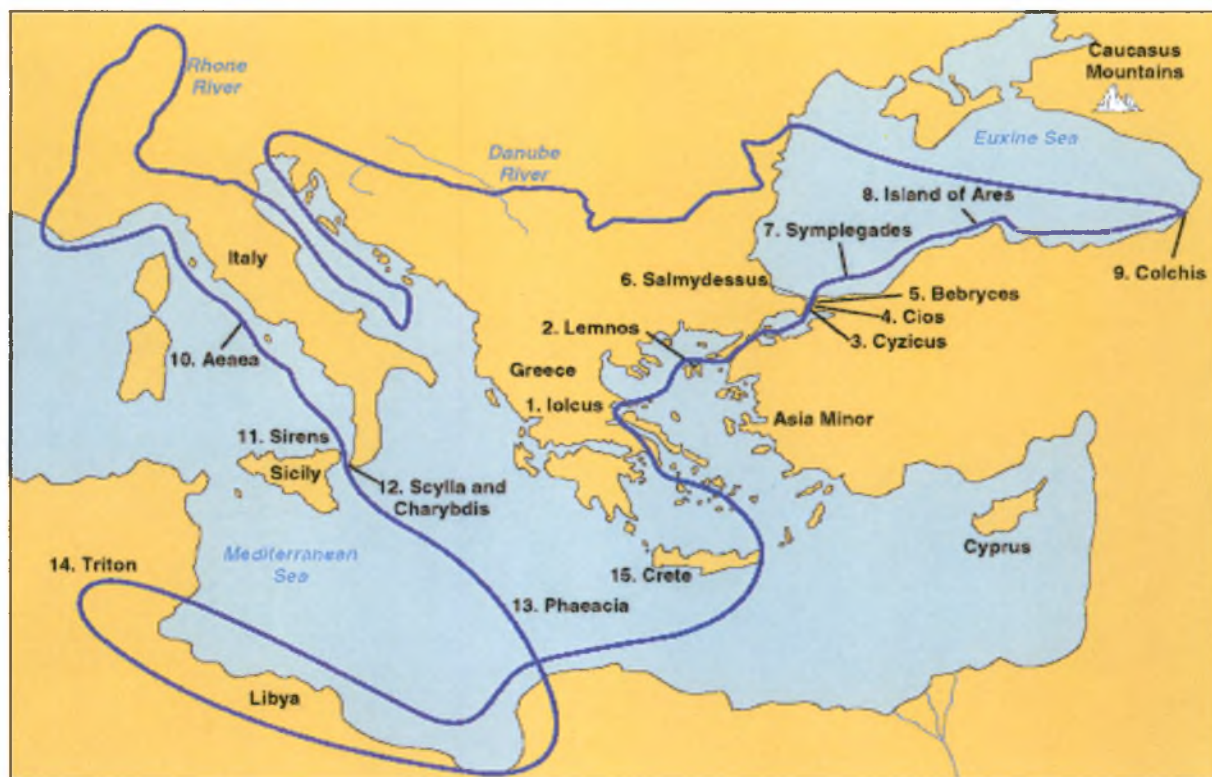 Rhone
River
Caucasus
Mountains
Euxine Sea
Danube
River
8. Island of Ares
7. Symplegades
Italy
6. Salmydessus
9. Colchis
5. Bebryces
4. Cios
2. Lemnos
3. Cyzicus
10. Aeaea
Greece
1. Iolcus
Asia Minor
11. Sirens
Sicily
12. Scylla and
Charybdis
Cyprus
Mediterranean
Sea
14. Triton
15. Crete
13. Phaeacia
Libya